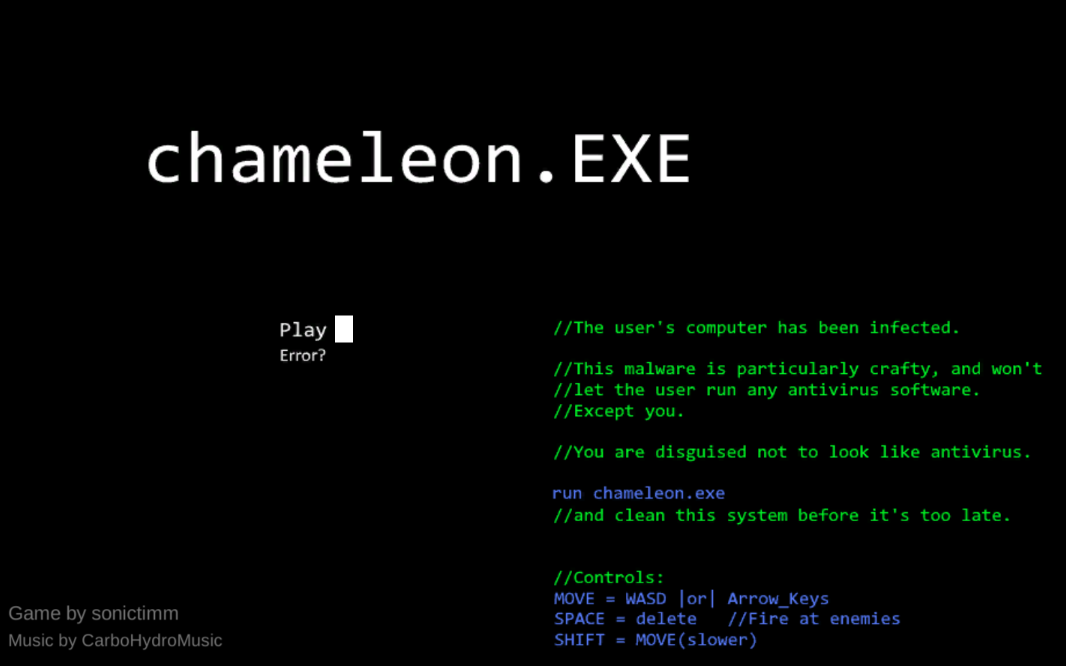 chameleon.EXE
Play
Error?
//The user's computer has been infected.
//This malware is particularly crafty, and won't
//let the user run any antivirus software.
//Except you.
//You are disguised not to look like antivirus.
run chameleon.exe
//and clean this system before it's too late.
//Controls:
MOVE = WASD |or| Arrow_Keys
SPACE = delete //Fire at enemies
SHIFT = MOVE(slower)
Game by sonictimm
Music by CarboHydroMusic